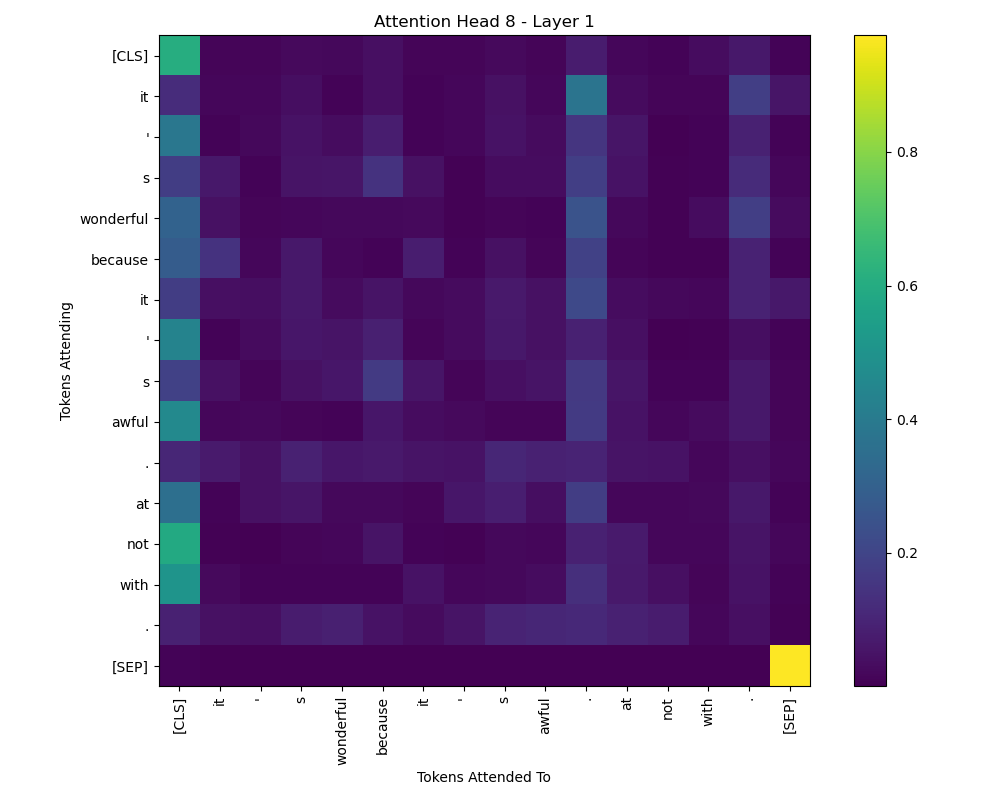 Attention Head 8 - Layer 1
[CLS]
it
'
s
wonderful
because
it
'
s
awful
.
at
not
with
.
[SEP]
Tokens Attending
[CLS]
it
'
s
wonderful
because
it
'
s
awful
.
at
not
with
.
[SEP]
Tokens Attended To
0.8
0.6
0.4
0.2